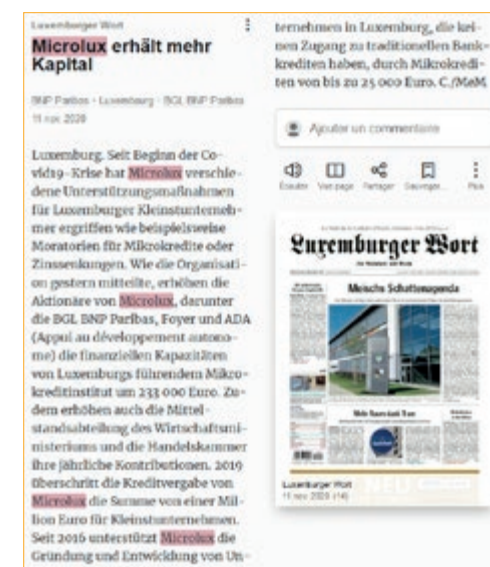 Luxemburger Wort
Microlux erhält mehr
Kapital
BNP Paribas - Luxemburg - BGL BNP Paribas
11 nov. 2020
Luxemburg. Seit Beginn der Co-
vid19-Krise hat Microlux verschie-
dene Unterstützungsmaßnahmen
für Luxemburger Kleinstunterneh-
mer ergriffen wie beispielsweise
Moratorien für Mikrokredite oder
Zinssenkungen. Wie die Organisati-
on gestern mitteilte, erhöhen die
Aktionäre von Microlux, darunter
die BGL BNP Paribas, Foyer und ADA
(Appui au développement autono-
me) die finanziellen Kapazitäten
von Luxemburgs führendem Mikro-
kreditinstitut um 233 000 Euro. Zu-
dem erhöhen auch die Mittel-
standsabteilung des Wirtschaftsmi-
nisteriums und die Handelskammer
ihre jährliche Kontributionen. 2019
überschritt die Kreditvergabe von
Microlux die Summe von einer Mil-
lion Euro für Kleinstunternehmen.
Seit 2016 unterstützt Microlux die
Gründung und Entwicklung von Un-
ternehmen in Luxemburg, die kei-
nen Zugang zu traditionellen Bank-
krediten haben, durch Mikrokredi-
ten von bis zu 25 000 Euro. C./MeM
Ajouter un commentaire
Écouter Voir page Partager Sauvegar... Plus
Luxemburger Wort
Meischs Schattenagenda
Luxemburger Wort
11 nov. 2020 (14)
NEU